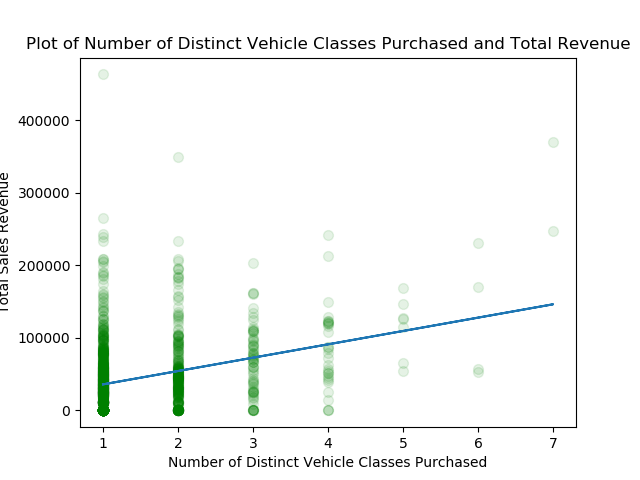 Plot of Number of Distinct Vehicle Classes Purchased and Total Revenue
Total Sales Revenue
400000
300000
200000
100000
0
1 2 3 4 5 6 7
Number of Distinct Vehicle Classes Purchased